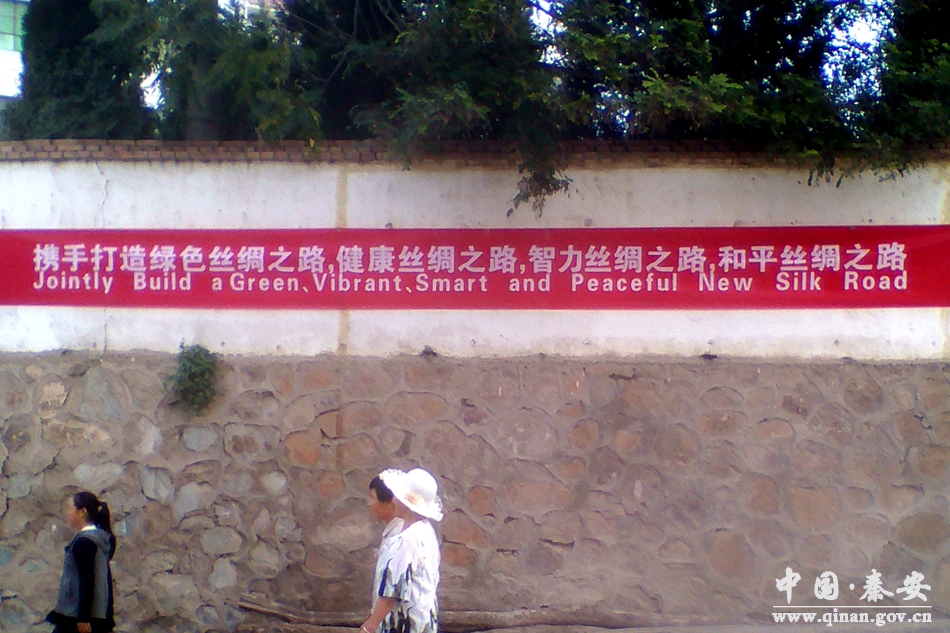 携手打造绿色丝绸之路,健康丝绸之路,智力丝绸之路,和平丝绸之路
Jointly Build a Green、Vibrant、Smart and Peaceful New Silk Road
中国·秦安
www.qinan.gov.cn